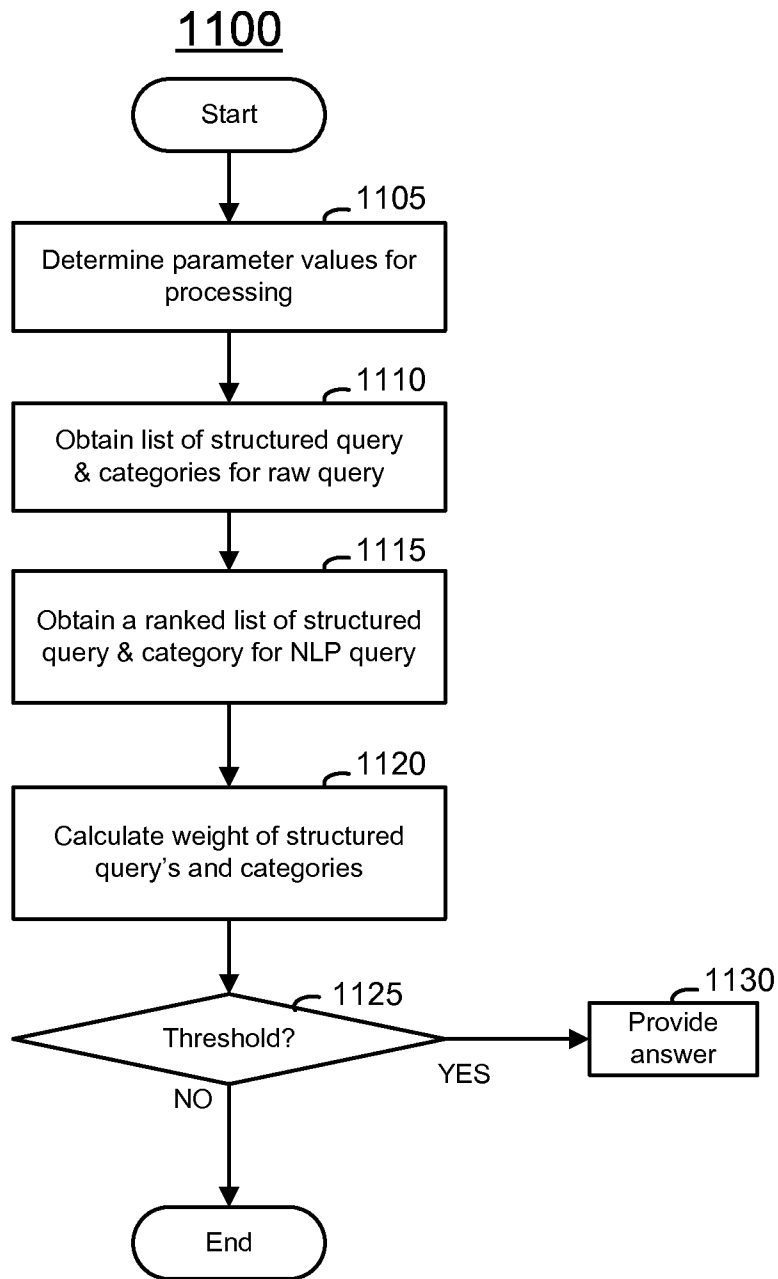 1100
Start
1105
Determine parameter values for
processing
1110
Obtain list of structured query
& categories for raw query
1115
Obtain a ranked list of structured
query & category for NLP query
1120
Calculate weight of structured
query's and categories
1125
Threshold?
YES
NO
1130
Provide
answer
End